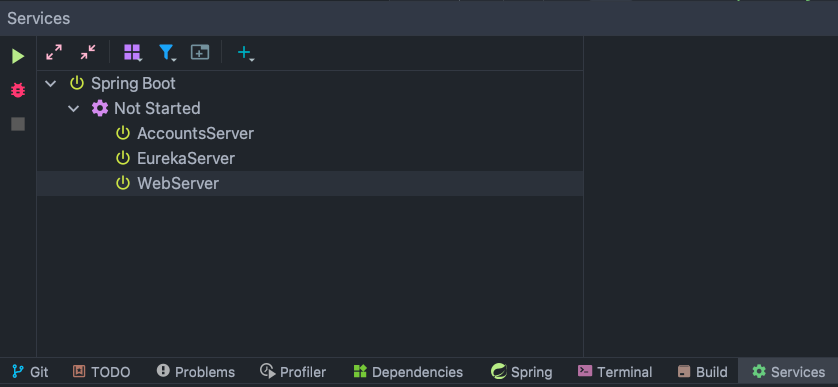 Services
Spring Boot
Not Started
AccountsServer
EurekaServer
WebServer
Git TODO Problems Profiler Dependencies Spring Terminal Build Services